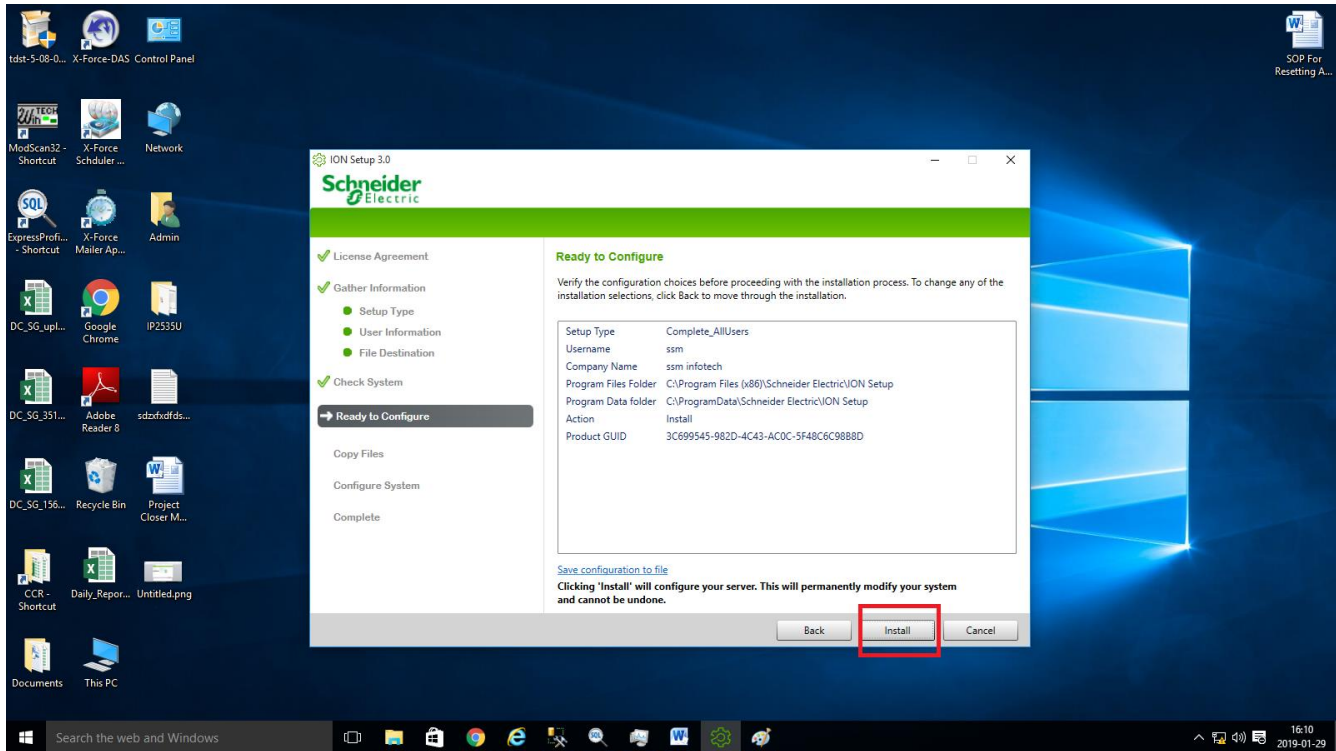 tdst-5-08-0...
X-Force-DAS
Control Panel
W
SOP For
Resetting A...
WinTECH
ModScan32 -
Shortcut
X-Force
Schduler ...
Network
SQL
ExpressProfi...
- Shortcut
X-Force
Mailer Ap...
Admin
DC_SG_upl...
Google
Chrome
IP2535U
DC_SG_351...
Adobe
Reader 8
sdzxfxdfds...
DC_SG_156...
Recycle Bin
Project
Closer M...
CCR -
Shortcut
Daily_Repor...
Untitled.png
Documents
This PC
ION Setup 3.0
Schneider
Electric
License Agreement
Gather Information
Setup Type
User Information
File Destination
Check System
Ready to Configure
Copy Files
Configure System
Complete
Ready to Configure
Verify the configuration choices before proceeding with the installation process. To change any of the
installation selections, click Back to move through the installation.
Setup Type Complete_AllUsers
Username ssm
Company Name ssm infotech
Program Files Folder C:\Program Files (x86)\Schneider Electric\ION Setup
Program Data folder C:\ProgramData\Schneider Electric\ION Setup
Action Install
Product GUID 3C699545-982D-4C43-AC0C-5F48C6C98B8D
Save configuration to file
Clicking 'Install' will configure your server. This will permanently modify your system
and cannot be undone.
Back Install Cancel
Search the web and Windows
16:10
2019-01-29